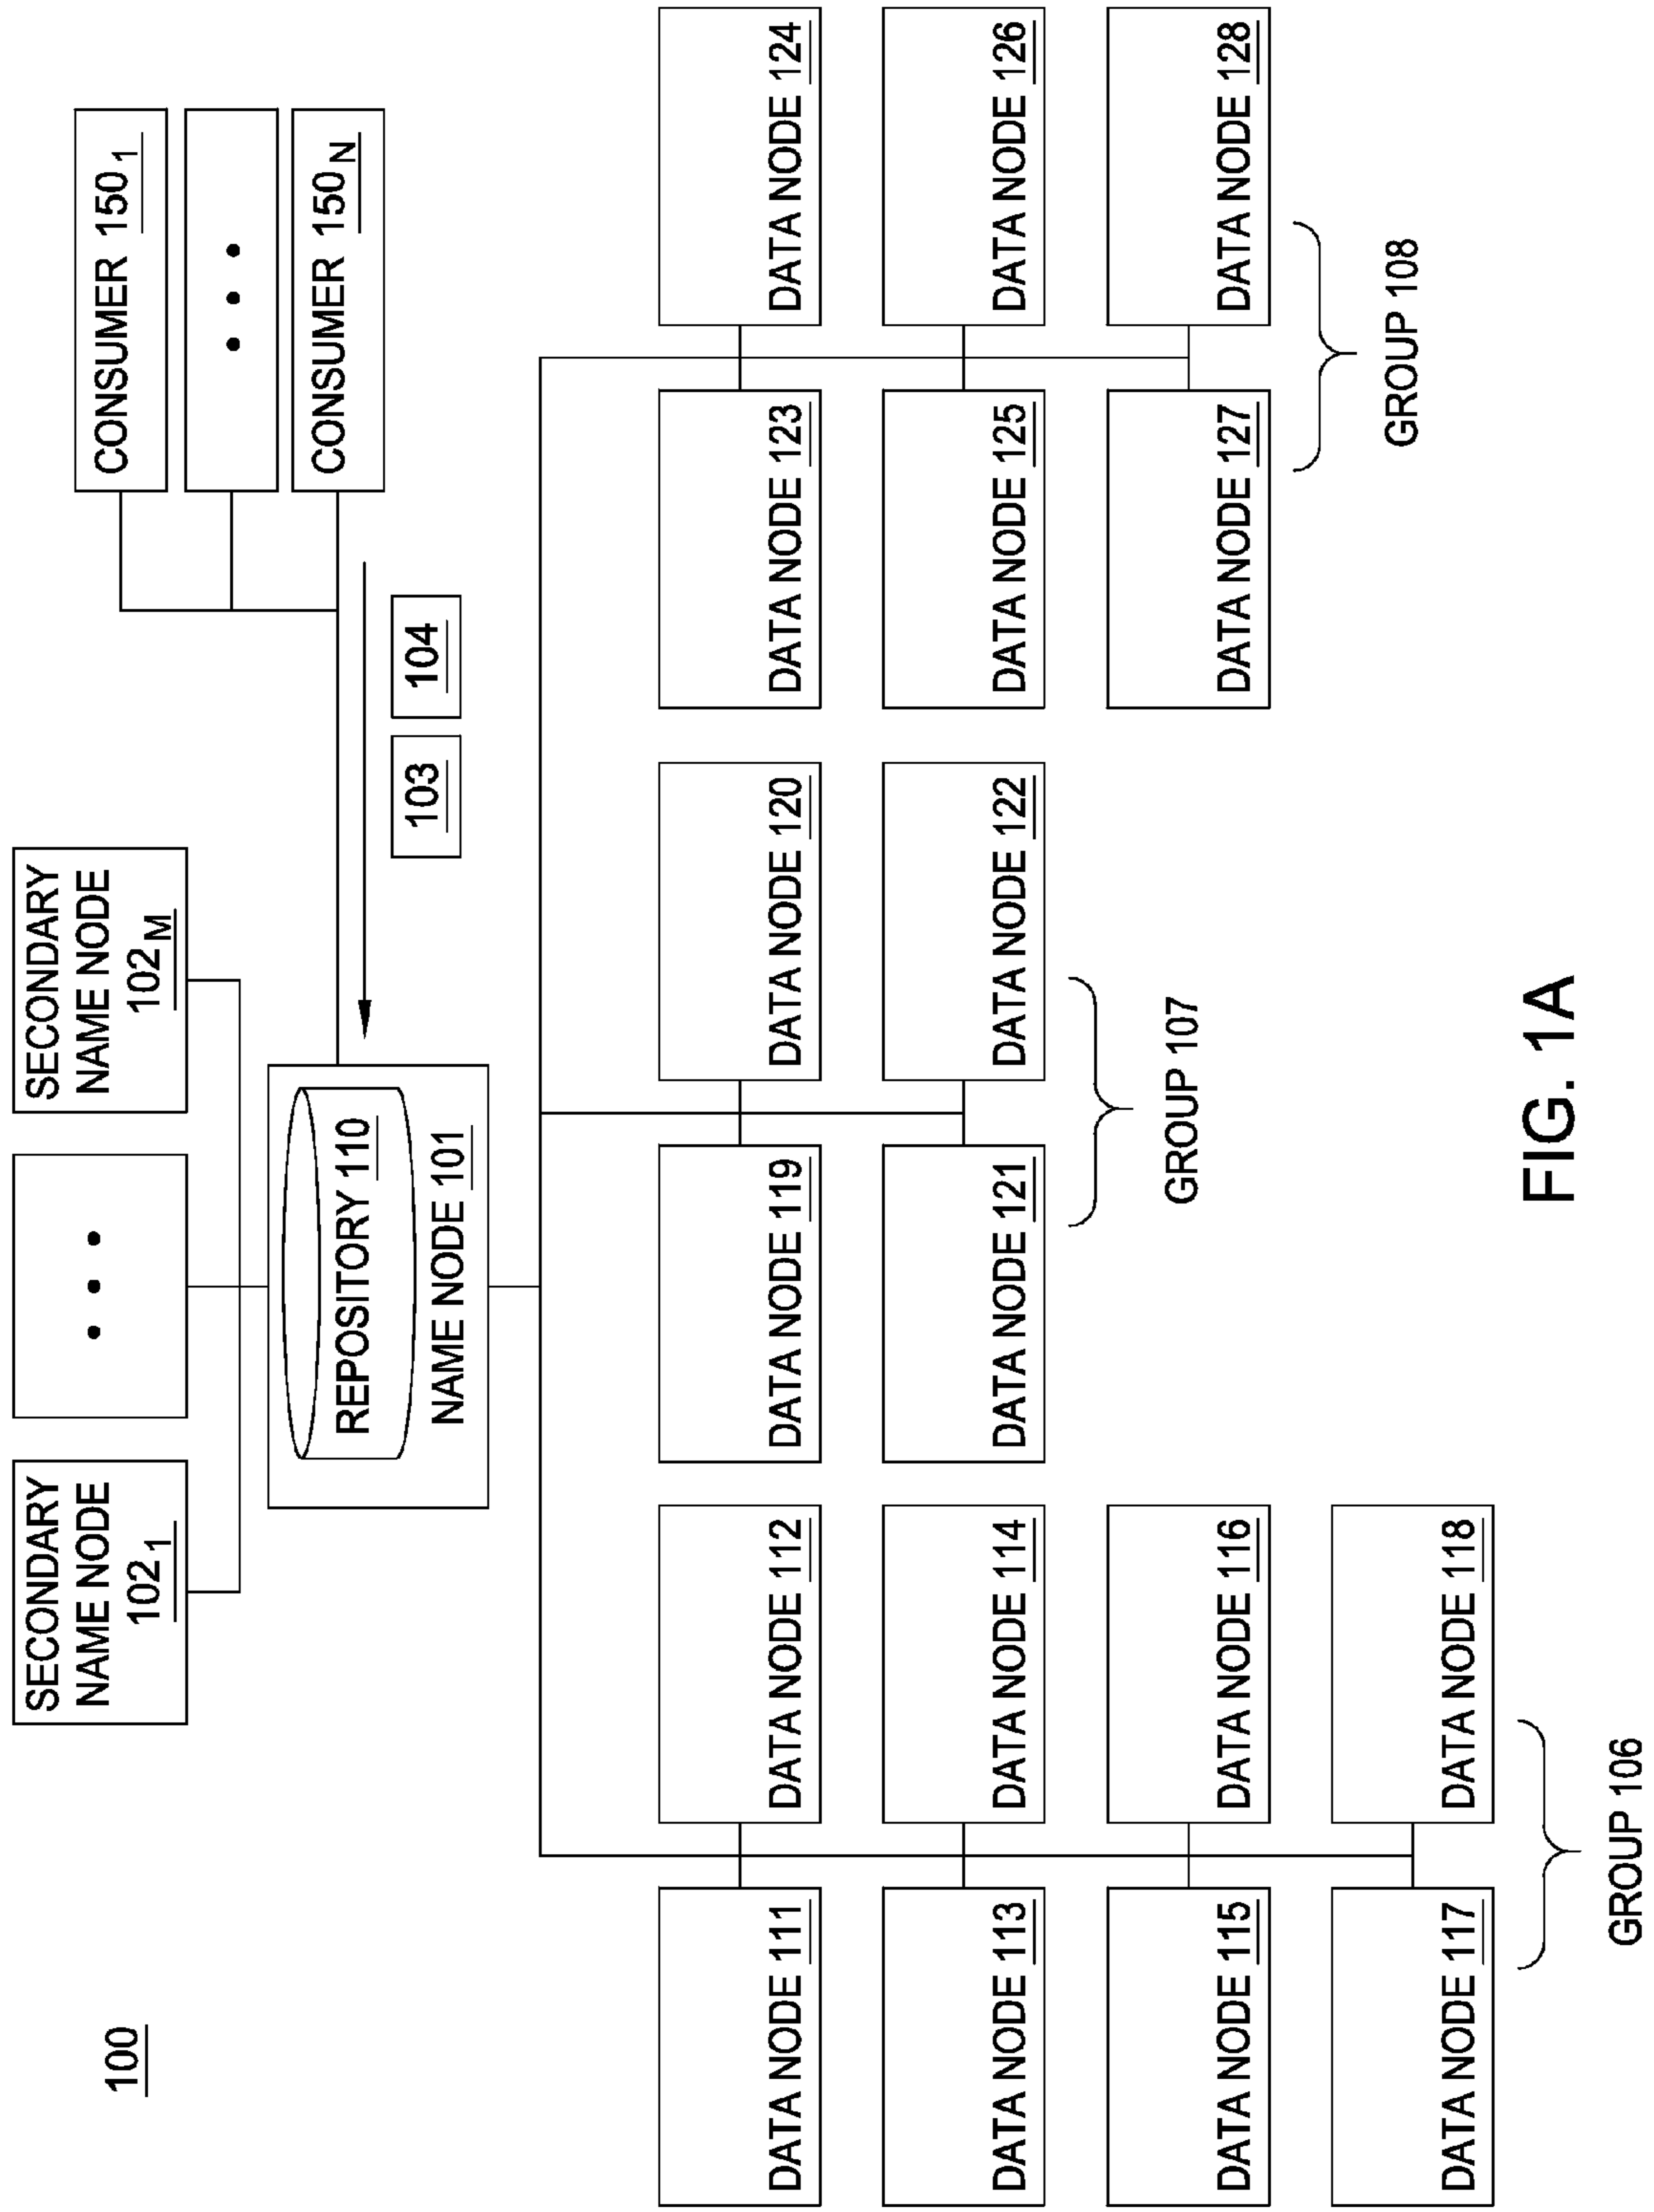 100
SECONDARY
NAME NODE
102₁
• • •
SECONDARY
NAME NODE
102M
CONSUMER 150₁
• • •
CONSUMER 150N
REPOSITORY 110
NAME NODE 101
103
104
DATA NODE 111
DATA NODE 112
DATA NODE 113
DATA NODE 114
DATA NODE 115
DATA NODE 116
DATA NODE 117
DATA NODE 118
GROUP 106
DATA NODE 119
DATA NODE 120
DATA NODE 121
DATA NODE 122
GROUP 107
DATA NODE 123
DATA NODE 124
DATA NODE 125
DATA NODE 126
DATA NODE 127
DATA NODE 128
GROUP 108
FIG. 1A